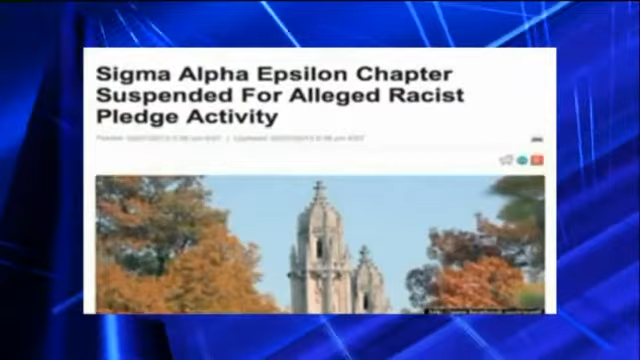 Sigma Alpha Epsilon Chapter
Suspended For Alleged Racist
Pledge Activity